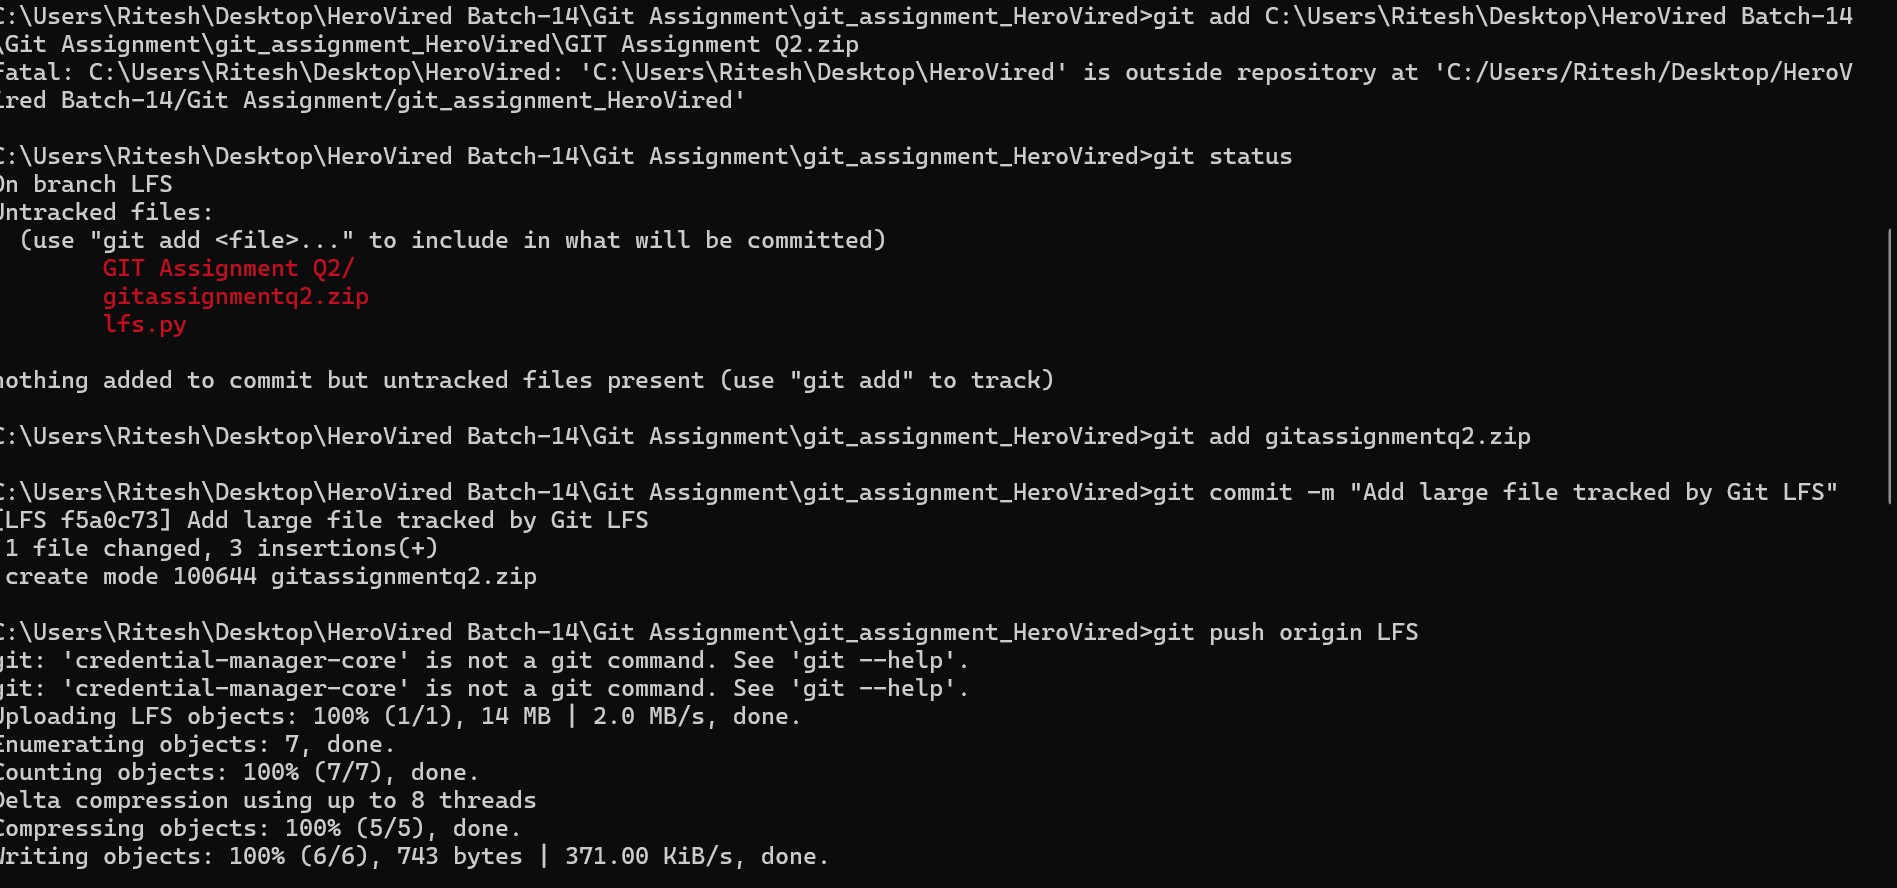 C:\Users\Ritesh\Desktop\HeroVired Batch-14\Git Assignment\git_assignment_HeroVired>git add C:\Users\Ritesh\Desktop\HeroVired Batch-14
\Git Assignment\git_assignment_HeroVired\GIT Assignment Q2.zip
fatal: C:\Users\Ritesh\Desktop\HeroVired: 'C:\Users\Ritesh\Desktop\HeroVired' is outside repository at 'C:/Users/Ritesh/Desktop/HeroV
ired Batch-14/Git Assignment/git_assignment_HeroVired'
C:\Users\Ritesh\Desktop\HeroVired Batch-14\Git Assignment\git_assignment_HeroVired>git status
On branch LFS
Untracked files:
  (use "git add <file>..." to include in what will be committed)
        GIT Assignment Q2/
        gitassignmentq2.zip
        lfs.py
nothing added to commit but untracked files present (use "git add" to track)
C:\Users\Ritesh\Desktop\HeroVired Batch-14\Git Assignment\git_assignment_HeroVired>git add gitassignmentq2.zip
C:\Users\Ritesh\Desktop\HeroVired Batch-14\Git Assignment\git_assignment_HeroVired>git commit -m "Add large file tracked by Git LFS"
[LFS f5a0c73] Add large file tracked by Git LFS
 1 file changed, 3 insertions(+)
 create mode 100644 gitassignmentq2.zip
C:\Users\Ritesh\Desktop\HeroVired Batch-14\Git Assignment\git_assignment_HeroVired>git push origin LFS
git: 'credential-manager-core' is not a git command. See 'git --help'.
git: 'credential-manager-core' is not a git command. See 'git --help'.
Uploading LFS objects: 100% (1/1), 14 MB | 2.0 MB/s, done.
Enumerating objects: 7, done.
Counting objects: 100% (7/7), done.
Delta compression using up to 8 threads
Compressing objects: 100% (5/5), done.
Writing objects: 100% (6/6), 743 bytes | 371.00 KiB/s, done.